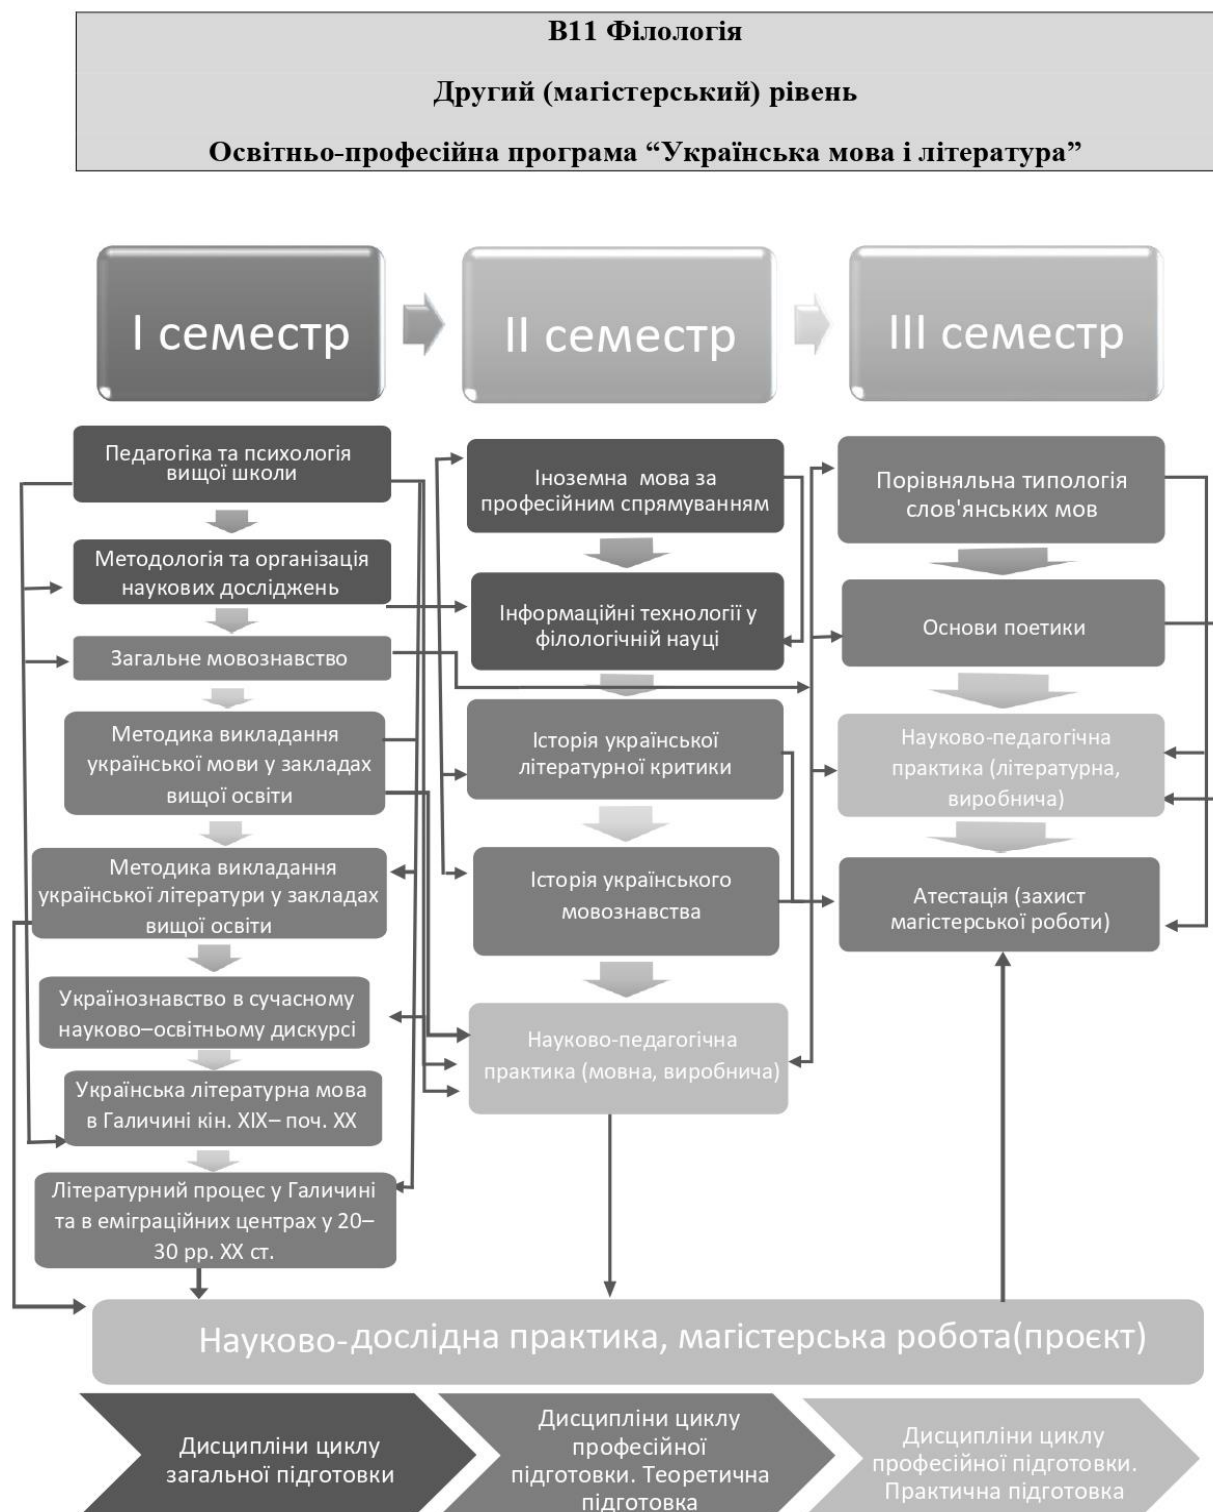 В11 Філологія
Другий (магістерський) рівень
Освітньо-професійна програма “Українська мова і література”
І семестр
ІІ семестр
ІІІ семестр
Педагогіка та психологія
вищої школи
Методологія та організація
наукових досліджень
Загальне мовознавство
Методика викладання
української мови у закладах
вищої освіти
Методика викладання
української літератури у закладах
вищої освіти
Українознавство в сучасному
науково–освітньому дискурсі
Українська літературна мова
в Галичині кін. ХІХ– поч. ХХ
Літературний процес у Галичині
та в еміграційних центрах у 20–
30 рр. ХХ ст.
Іноземна мова за
професійним спрямуванням
Інформаційні технології у
філологічній науці
Історія української
літературної критики
Історія українського
мовознавства
Науково-педагогічна
практика (мовна, виробнича)
Порівняльна типологія
слов'янських мов
Основи поетики
Науково-педагогічна
практика (літературна,
виробнича)
Атестація (захист
магістерської роботи)
Науково-дослідна практика, магістерська робота(проєкт)
Дисципліни циклу
загальної підготовки
Дисципліни циклу
професійної
підготовки. Теоретична
підготовка
Дисципліни циклу
професійної підготовки.
Практична підготовка